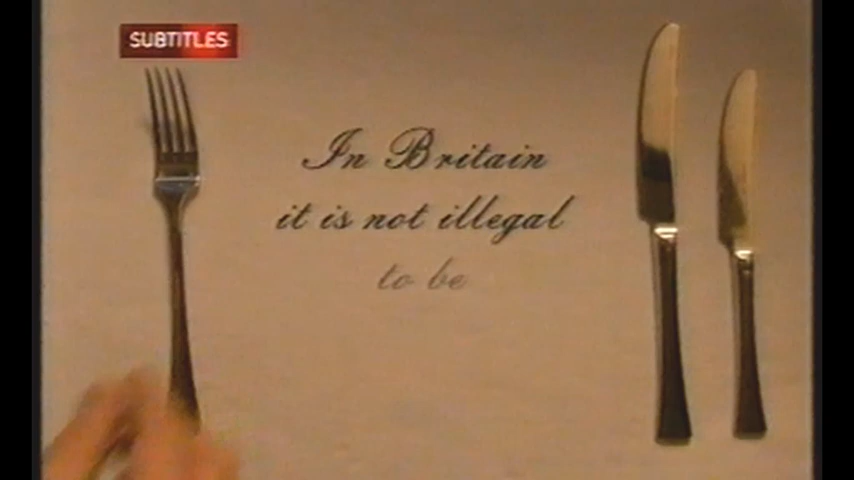 SUBTITLES
In Britain
it is not illegal
to be